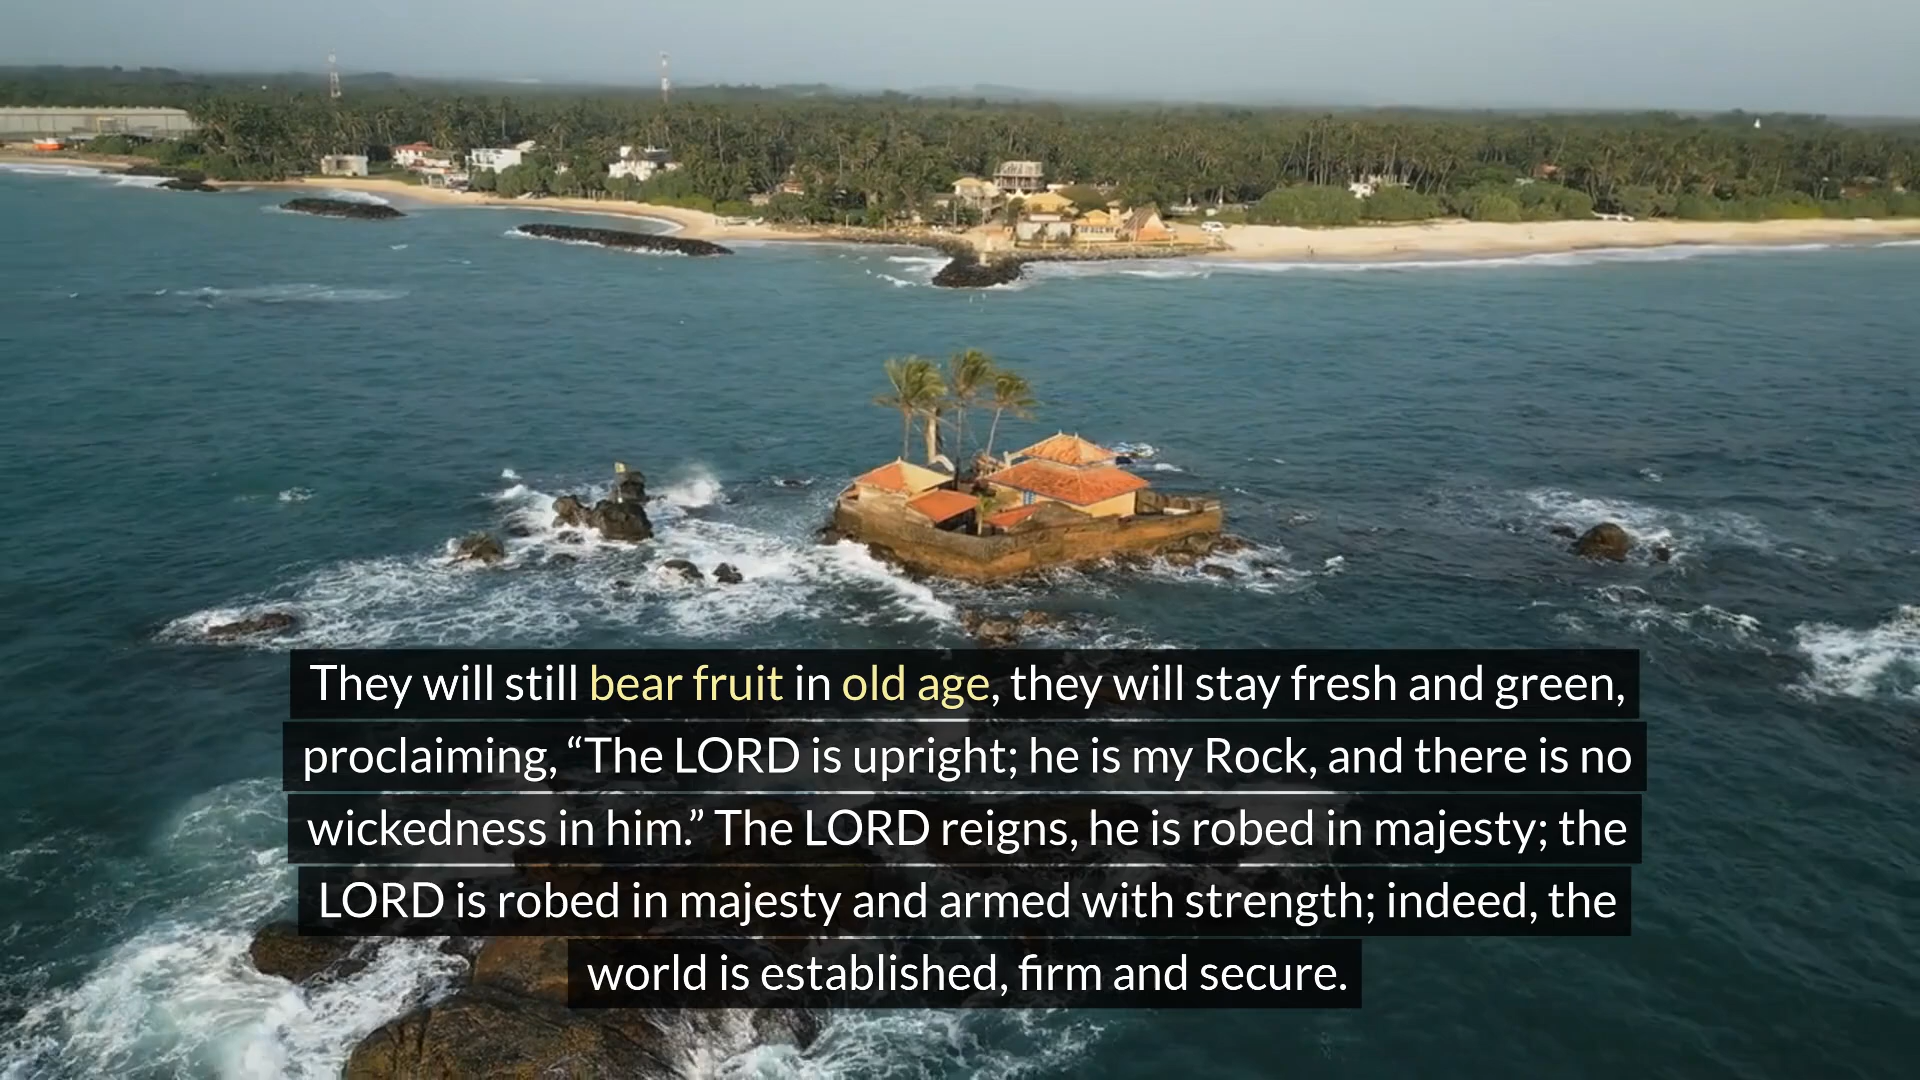 They will still bear fruit in old age, they will stay fresh and green,
proclaiming, “The LORD is upright; he is my Rock, and there is no
wickedness in him.” The LORD reigns, he is robed in majesty; the
LORD is robed in majesty and armed with strength; indeed, the
world is established, firm and secure.